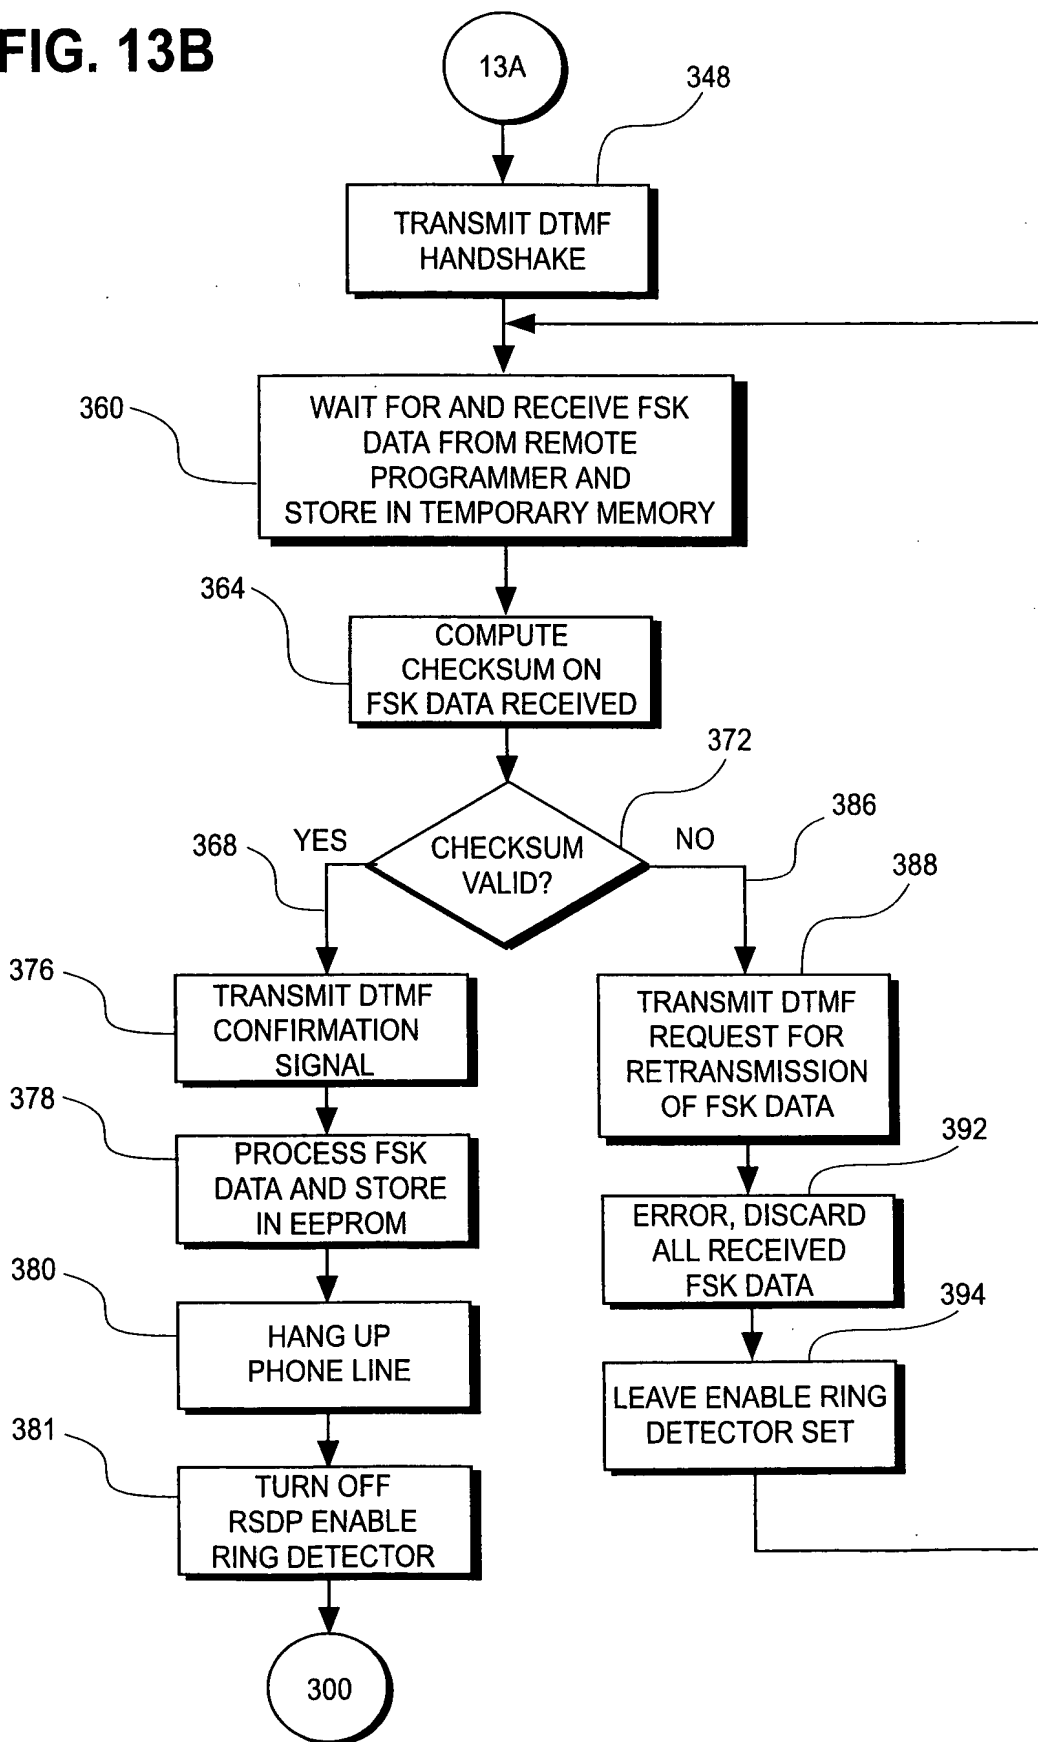 FIG. 13B
13A
348
TRANSMIT DTMF
HANDSHAKE
360
WAIT FOR AND RECEIVE FSK
DATA FROM REMOTE
PROGRAMMER AND
STORE IN TEMPORARY MEMORY
364
COMPUTE
CHECKSUM ON
FSK DATA RECEIVED
372
CHECKSUM
VALID?
YES
368
NO
386
376
TRANSMIT DTMF
CONFIRMATION
SIGNAL
388
TRANSMIT DTMF
REQUEST FOR
RETRANSMISSION
OF FSK DATA
378
PROCESS FSK
DATA AND STORE
IN EEPROM
392
ERROR, DISCARD
ALL RECEIVED
FSK DATA
380
HANG UP
PHONE LINE
394
LEAVE ENABLE RING
DETECTOR SET
381
TURN OFF
RSDP ENABLE
RING DETECTOR
300